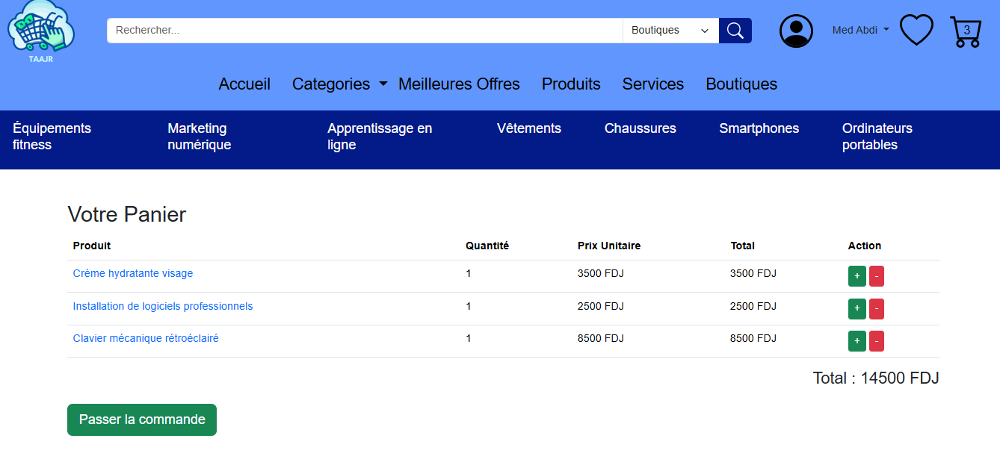 TAAJR
Rechercher...
Boutiques
Med Abdi
3
Accueil Categories Meilleures Offres Produits Services Boutiques
Équipements fitness
Marketing numérique
Apprentissage en ligne
Vêtements
Chaussures
Smartphones
Ordinateurs portables
Votre Panier
Produit Quantité Prix Unitaire Total Action
Crème hydratante visage 1 3500 FDJ 3500 FDJ + -
Installation de logiciels professionnels 1 2500 FDJ 2500 FDJ + -
Clavier mécanique rétroéclairé 1 8500 FDJ 8500 FDJ + -
Total : 14500 FDJ
Passer la commande